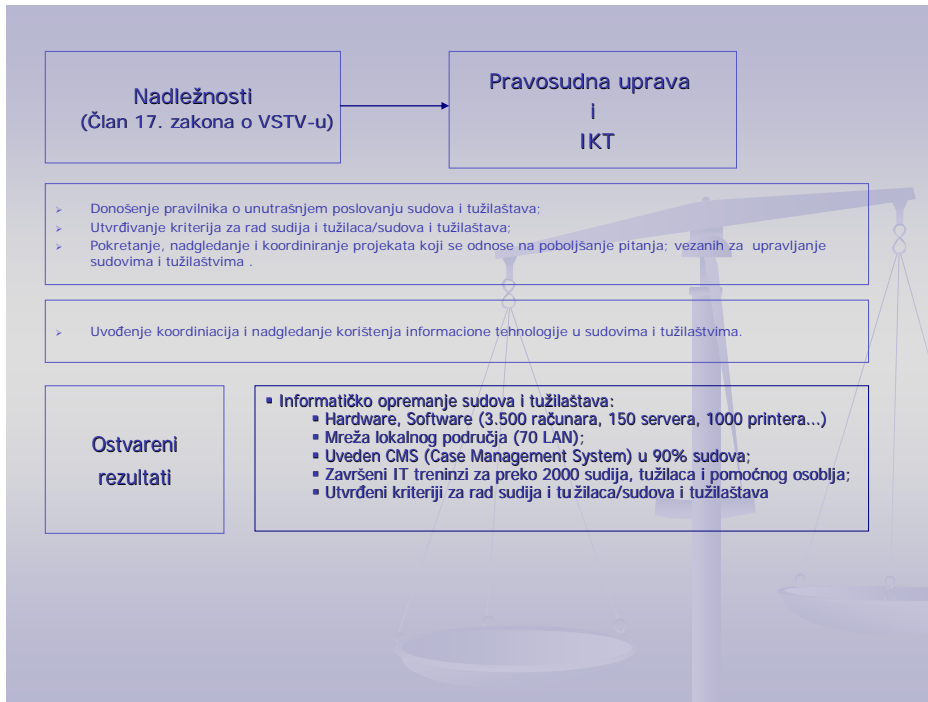 Nadležnosti
(Član 17. zakona o VSTV-u)
Pravosudna uprava
i
IKT
➢ Donošenje pravilnika o unutrašnjem poslovanju sudova i tužilaštava;
➢ Utvrđivanje kriterija za rad sudija i tužilaca/sudova i tužilaštava;
➢ Pokretanje, nadgledanje i koordiniranje projekata koji se odnose na poboljšanje pitanja; vezanih za upravljanje
sudovima i tužilaštvima .
➢ Uvođenje koordiniacija i nadgledanje korištenja informacione tehnologije u sudovima i tužilaštvima.
Ostvareni
rezultati
▪ Informatičko opremanje sudova i tužilaštava:
▪ Hardware, Software (3.500 računara, 150 servera, 1000 printera...)
▪ Mreža lokalnog područja (70 LAN);
▪ Uveden CMS (Case Management System) u 90% sudova;
▪ Završeni IT treninzi za preko 2000 sudija, tužilaca i pomoćnog osoblja;
▪ Utvrđeni kriteriji za rad sudija i tužilaca/sudova i tužilaštava